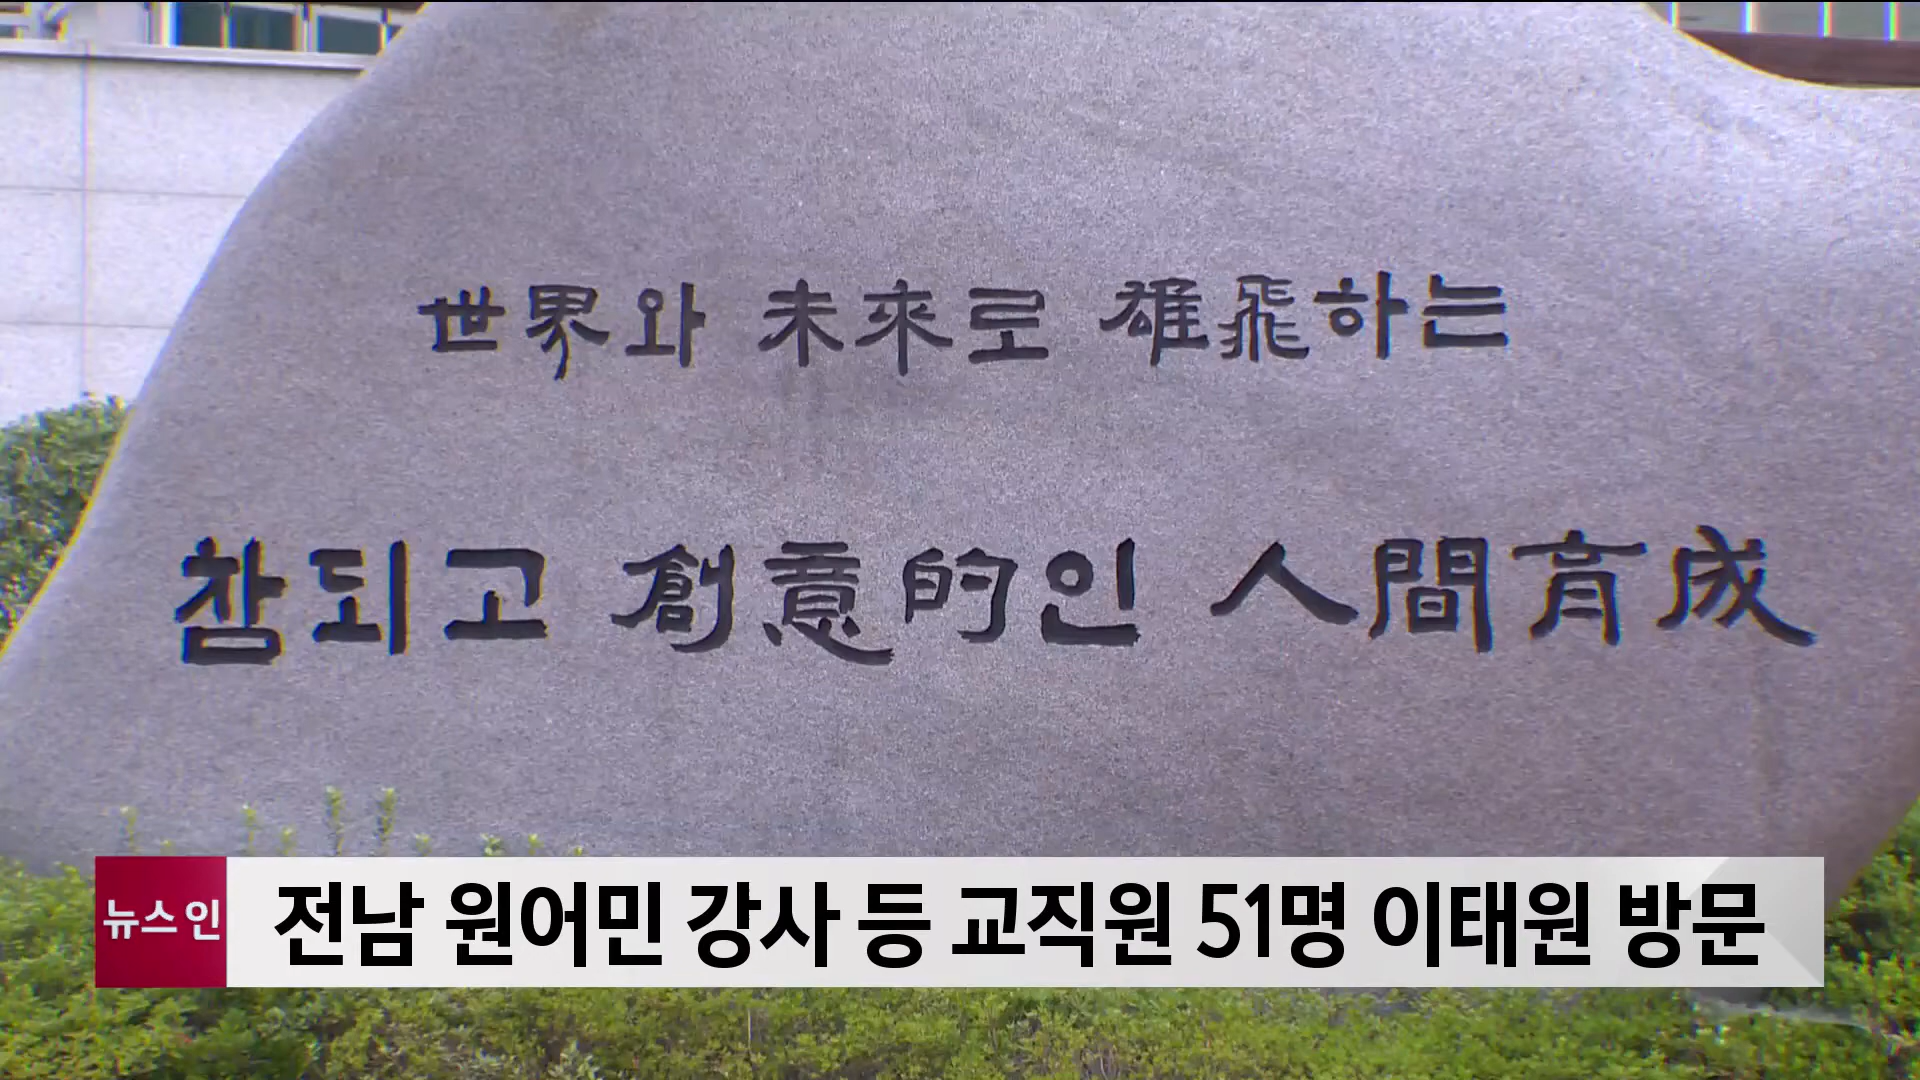 世界와 未來로 雄飛하는
참되고 創意的인 人間育成
뉴스인
전남 원어민 강사 등 교직원 51명 이태원 방문